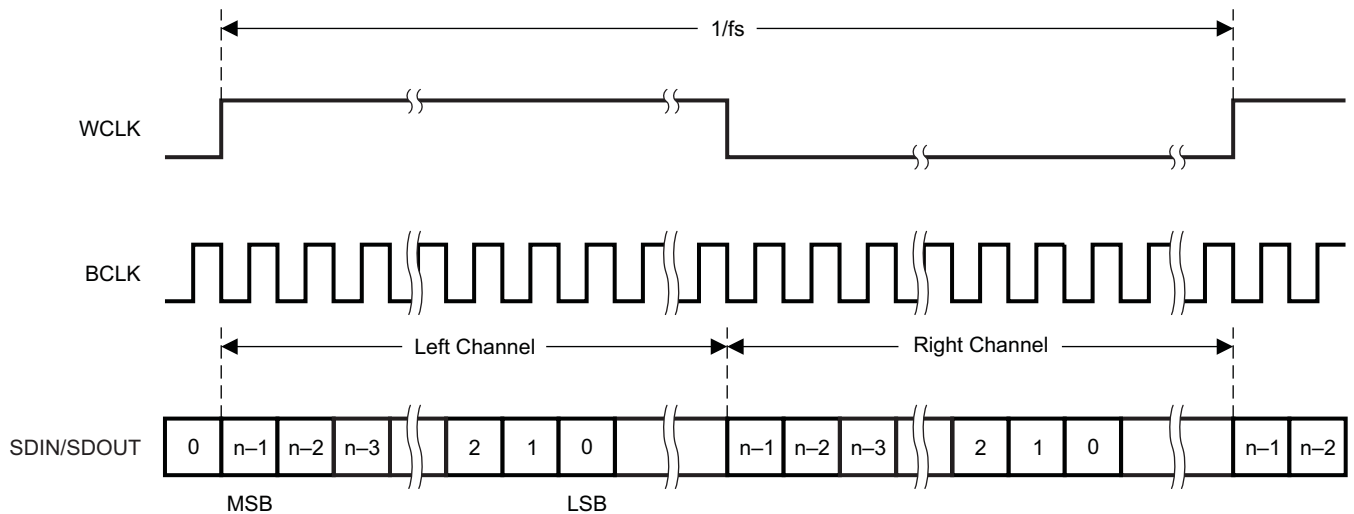 1/fs
WCLK
BCLK
Left Channel
Right Channel
SDIN/SDOUT
0 n–1 n–2 n–3 2 1 0 n–1 n–2 n–3 2 1 0 n–1 n–2
MSB LSB